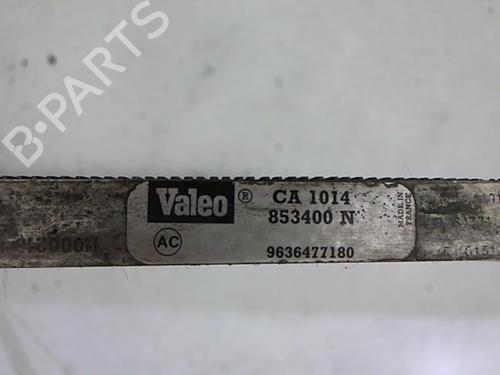 B-PARTS
Valeo ® CA 1014
853400 N
AC
9636477180
MADE IN
FRANCE